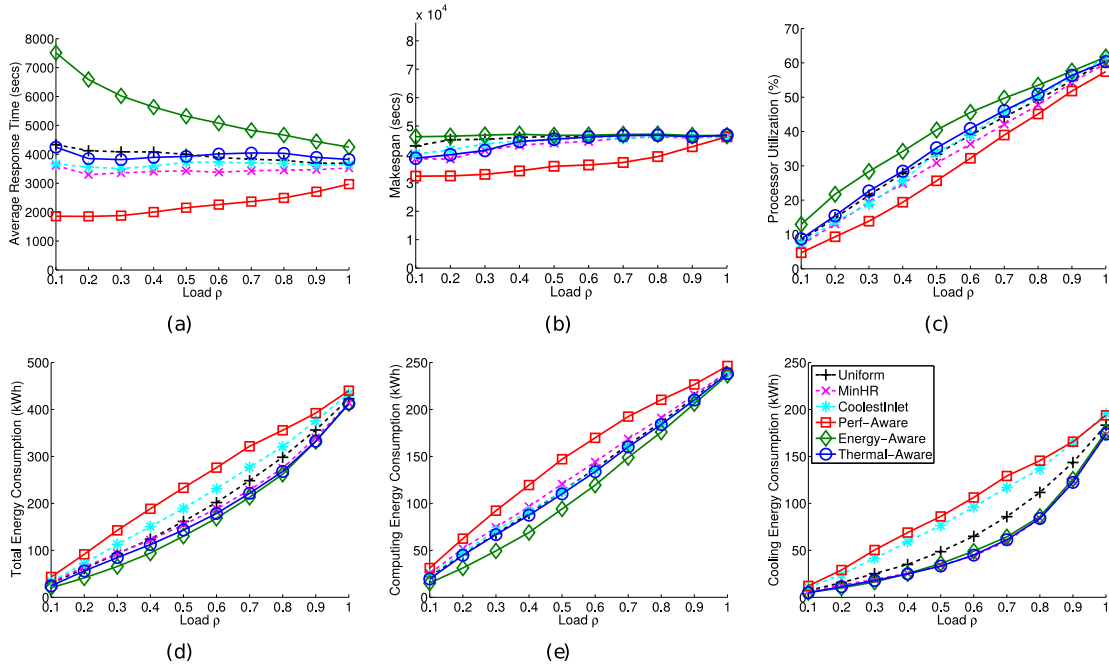 Average Response Time (secs)
8000
7000
6000
5000
4000
3000
2000
1000
0
0.1 0.2 0.3 0.4 0.5 0.6 0.7 0.8 0.9 1
Load ρ
(a)
x 10^4
Makespan (secs)
8
7
6
5
4
3
2
1
0
0.1 0.2 0.3 0.4 0.5 0.6 0.7 0.8 0.9 1
Load ρ
(b)
Processor Utilization (%)
70
60
50
40
30
20
10
0
0.1 0.2 0.3 0.4 0.5 0.6 0.7 0.8 0.9 1
Load ρ
(c)
Total Energy Consumption (kWh)
500
400
300
200
100
0
0.1 0.2 0.3 0.4 0.5 0.6 0.7 0.8 0.9 1
Load ρ
(d)
Computing Energy Consumption (kWh)
250
200
150
100
50
0
0.1 0.2 0.3 0.4 0.5 0.6 0.7 0.8 0.9 1
Load ρ
(e)
Cooling Energy Consumption (kWh)
250
200
150
100
50
0
Uniform
MinHR
CoolestInlet
Perf-Aware
Energy-Aware
Thermal-Aware
0.1 0.2 0.3 0.4 0.5 0.6 0.7 0.8 0.9 1
Load ρ